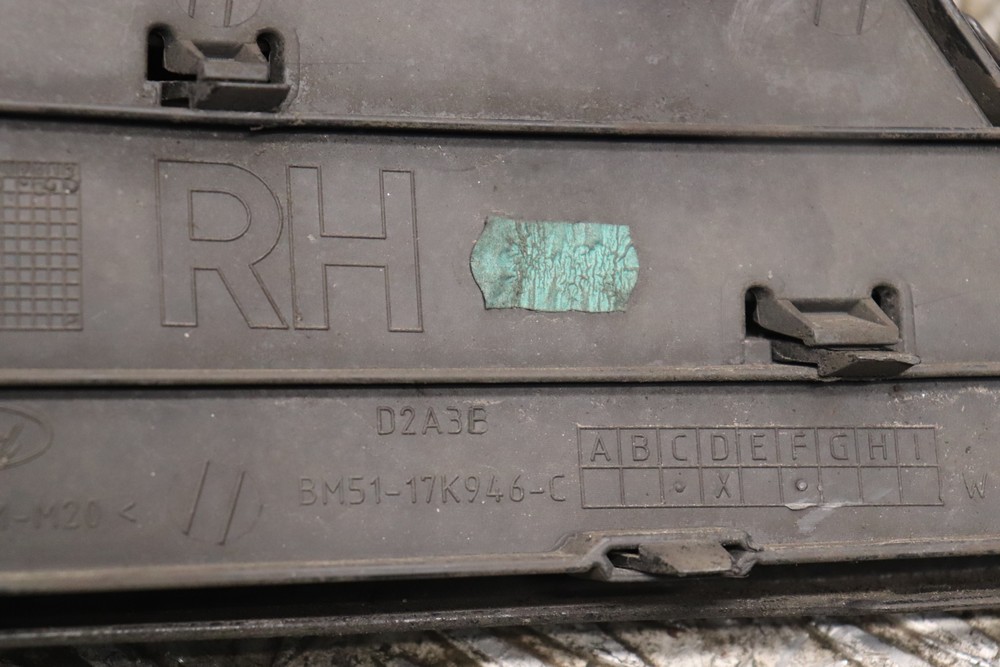 RH
D2A3B
BM51-17K946-C
A B C D E F G H I
X
M20 <
W